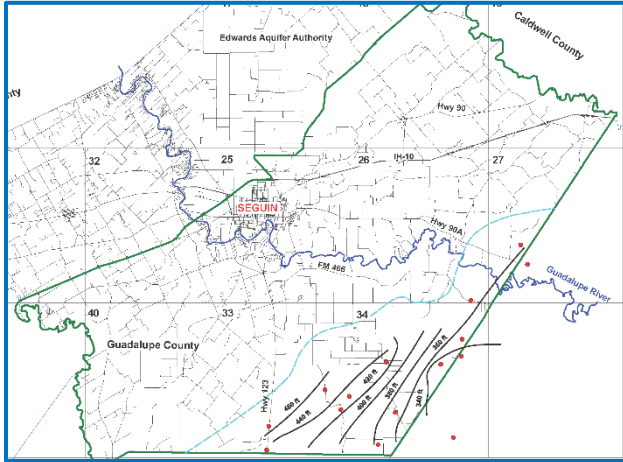 Edwards Aquifer Authority
Caldwell County
nty
Hwy 90
32
25
26
27
IH-10
SEGUIN
Hwy 90A
FM 466
Guadalupe River
40
33
34
Guadalupe County
Hwy 123
460 ft
440 ft
420 ft
400 ft
380 ft
360 ft
340 ft